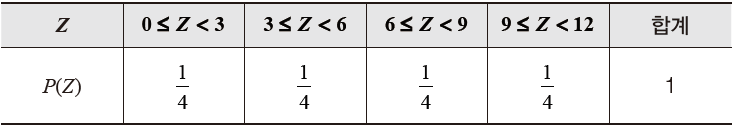 Z 0 ≤ Z < 3 3 ≤ Z < 6 6 ≤ Z < 9 9 ≤ Z < 12 합계
P(Z) 1/4 1/4 1/4 1/4 1